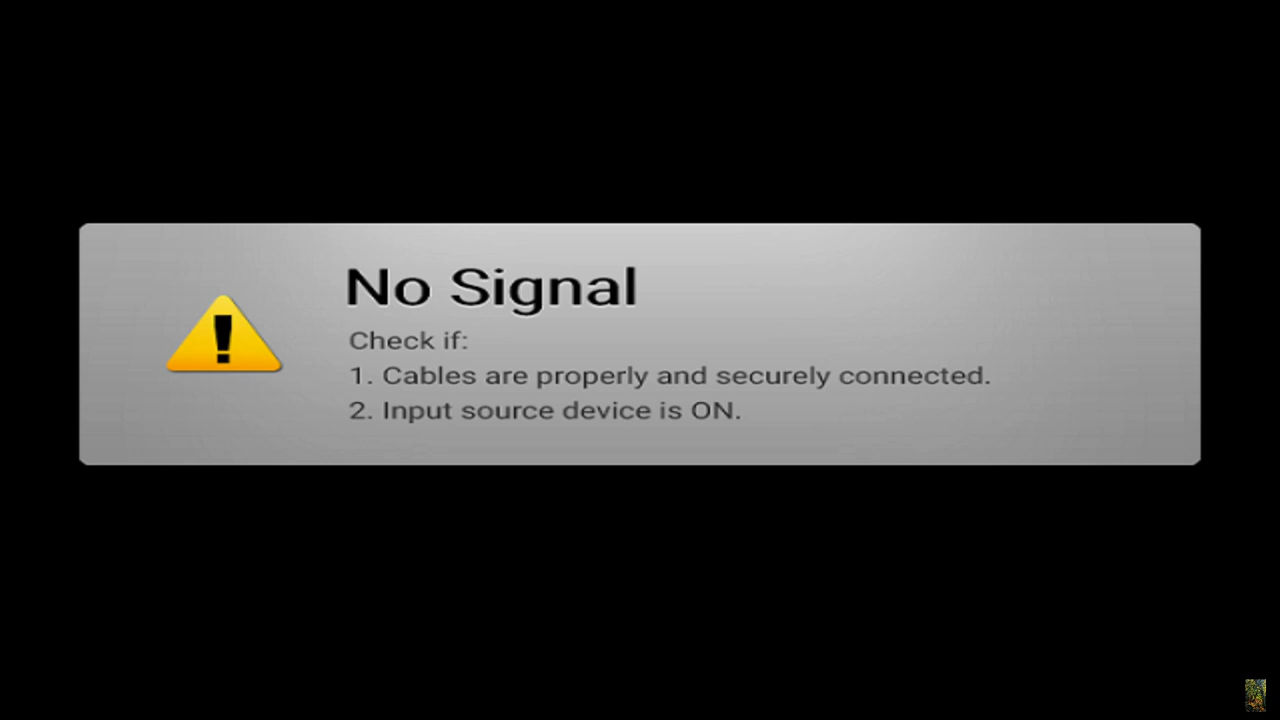 No Signal
Check if:
1. Cables are properly and securely connected.
2. Input source device is ON.